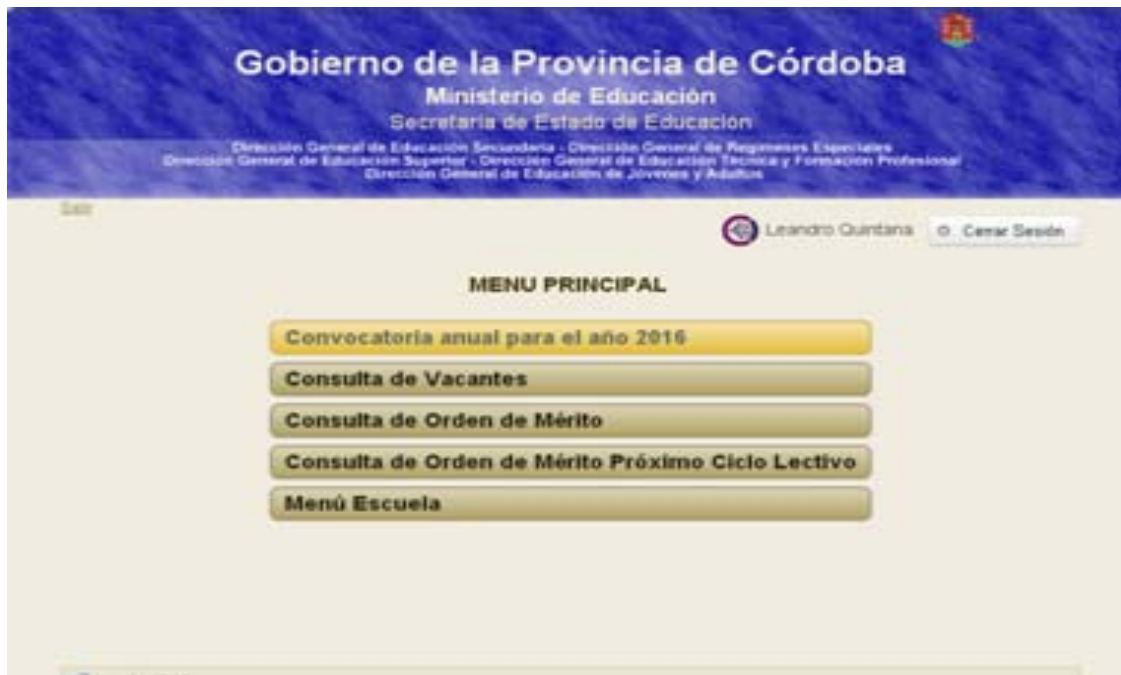 Gobierno de la Provincia de Córdoba
Ministerio de Educación
Secretaría de Estado de Educación
Dirección General de Educación Secundaria - Dirección General de Regímenes Especiales
Dirección General de Educación Superior - Dirección General de Educación Técnica y Formación Profesional
Dirección General de Educación de Jóvenes y Adultos
Salir
Leandro Quintana
Cerrar Sesión
MENU PRINCIPAL
Convocatoria anual para el año 2016
Consulta de Vacantes
Consulta de Orden de Mérito
Consulta de Orden de Mérito Próximo Ciclo Lectivo
Menú Escuela